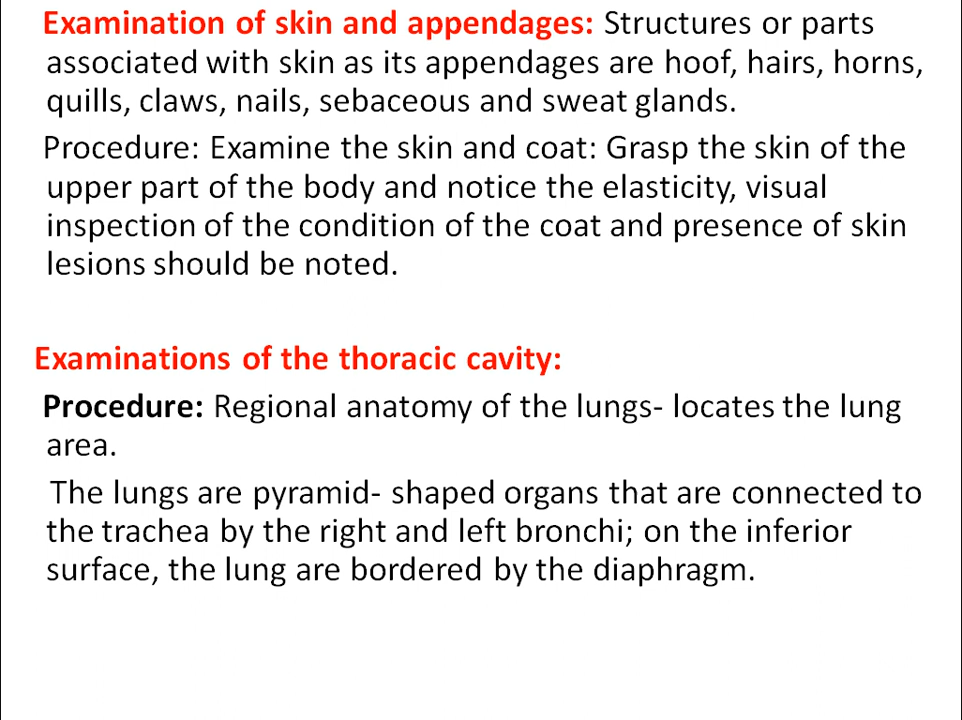 Examination of skin and appendages: Structures or parts
associated with skin as its appendages are hoof, hairs, horns,
quills, claws, nails, sebaceous and sweat glands.
Procedure: Examine the skin and coat: Grasp the skin of the
upper part of the body and notice the elasticity, visual
inspection of the condition of the coat and presence of skin
lesions should be noted.
Examinations of the thoracic cavity:
Procedure: Regional anatomy of the lungs- locates the lung
area.
The lungs are pyramid- shaped organs that are connected to
the trachea by the right and left bronchi; on the inferior
surface, the lung are bordered by the diaphragm.